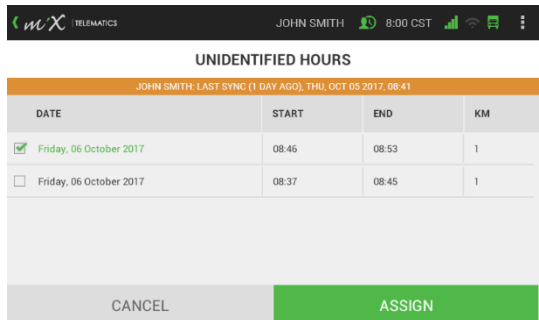 miX TELEMATICS JOHN SMITH 8:00 CST
UNIDENTIFIED HOURS
JOHN SMITH: LAST SYNC (1 DAY AGO), THU, OCT 05 2017, 08:41
DATE START END KM
Friday, 06 October 2017 08:46 08:53 1
Friday, 06 October 2017 08:37 08:45 1
CANCEL ASSIGN